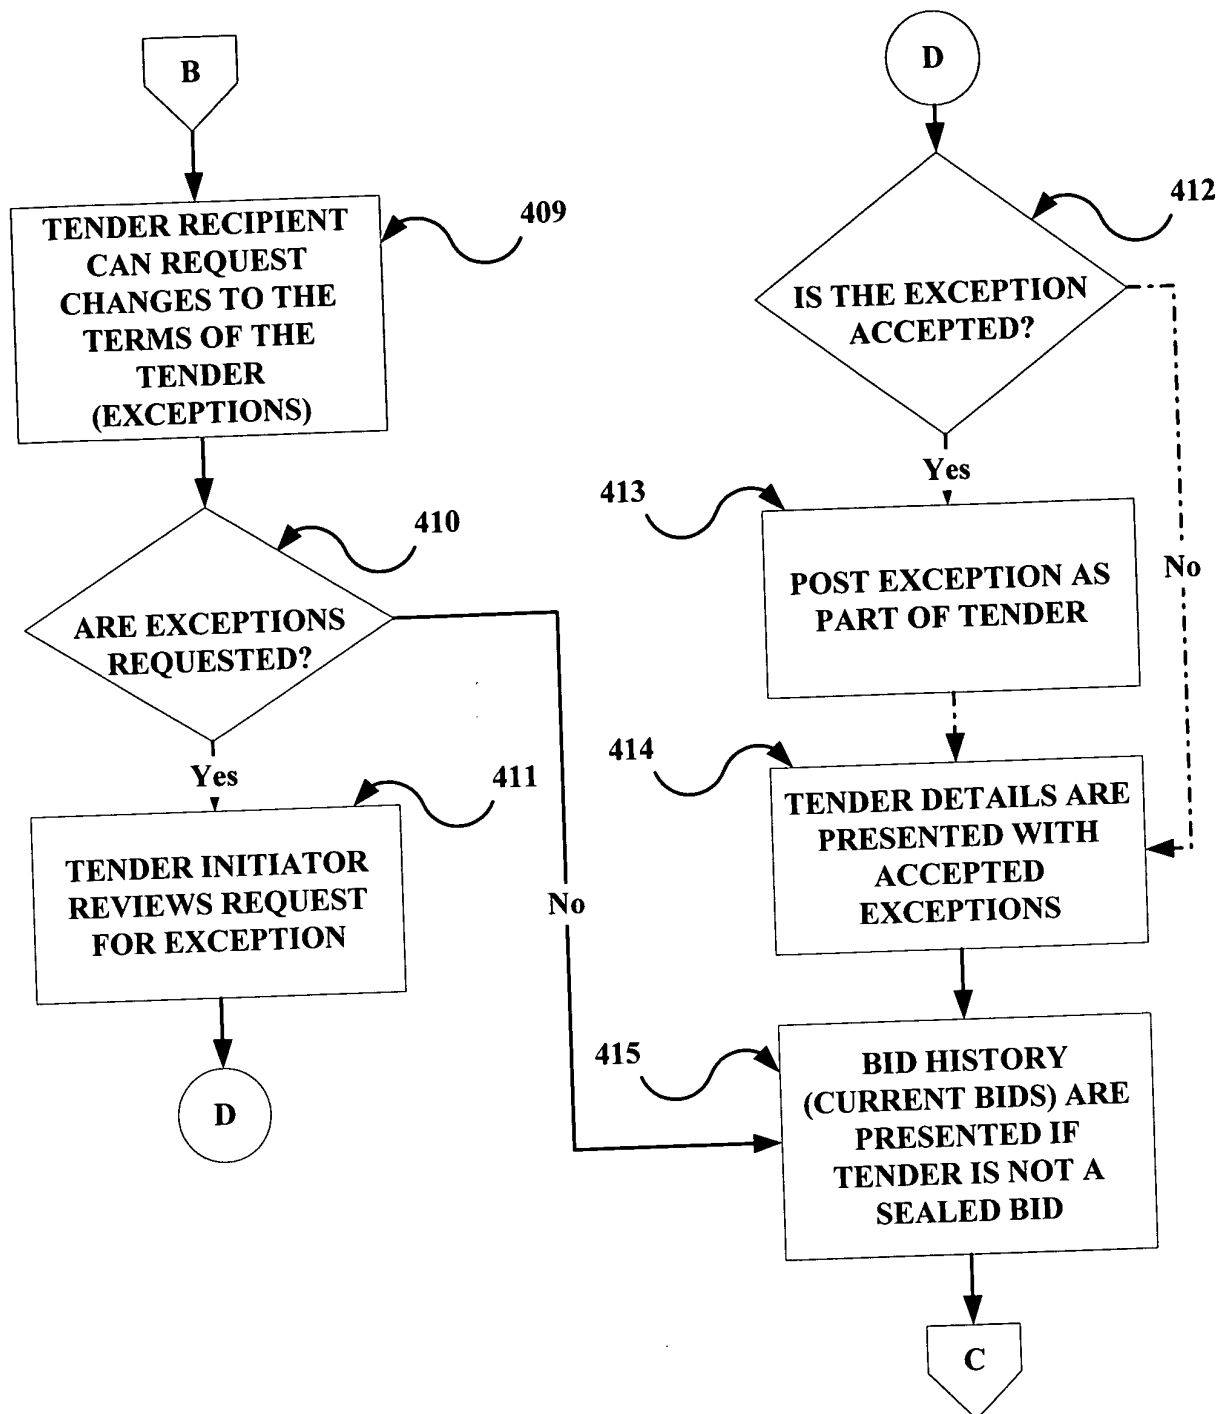 B
TENDER RECIPIENT
CAN REQUEST
CHANGES TO THE
TERMS OF THE
TENDER
(EXCEPTIONS)
409
410
ARE EXCEPTIONS
REQUESTED?
Yes
No
411
TENDER INITIATOR
REVIEWS REQUEST
FOR EXCEPTION
D
D
412
IS THE EXCEPTION
ACCEPTED?
Yes
No
413
POST EXCEPTION AS
PART OF TENDER
414
TENDER DETAILS ARE
PRESENTED WITH
ACCEPTED
EXCEPTIONS
415
BID HISTORY
(CURRENT BIDS) ARE
PRESENTED IF
TENDER IS NOT A
SEALED BID
C